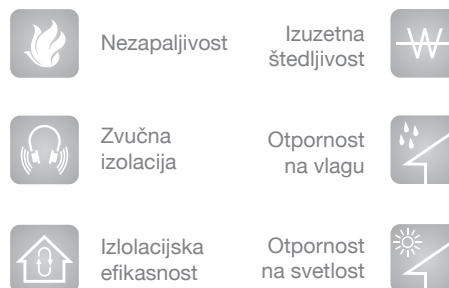 Nezapaljivost
Izuzetna
štedljivost
Zvučna
izolacija
Otpornost
na vlagu
Izlolacijska
efikasnost
Otpornost
na svetlost